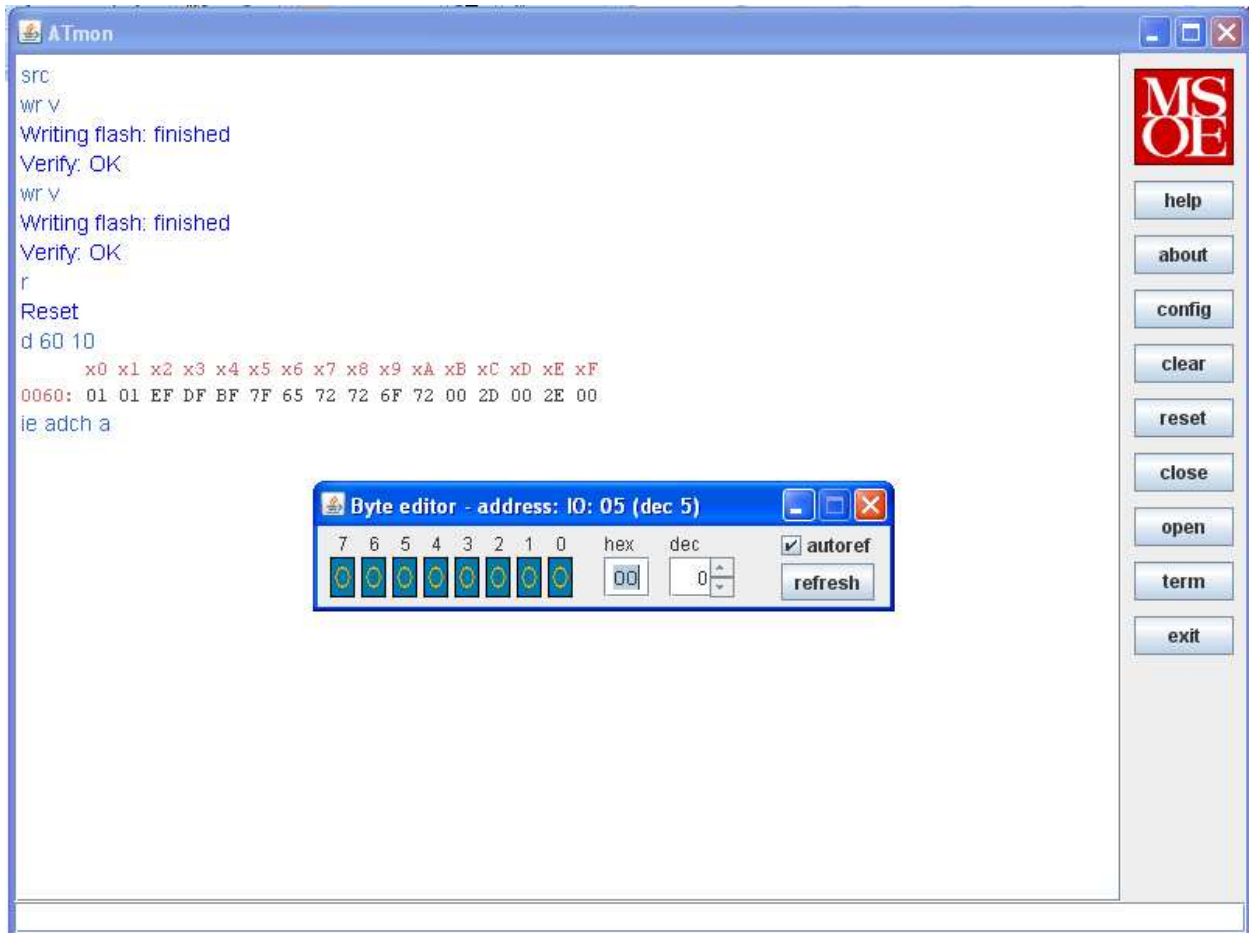 ATmon
src
wr v
Writing flash: finished
Verify: OK
wr v
Writing flash: finished
Verify: OK
r
Reset
d 60 10
x0 x1 x2 x3 x4 x5 x6 x7 x8 x9 xA xB xC xD xE xF
0060: 01 01 EF DF BF 7F 65 72 72 6F 72 00 2D 00 2E 00
ie adch a
Byte editor - address: IO: 05 (dec 5)
7 6 5 4 3 2 1 0 hex dec autoref
0 0 0 0 0 0 0 0 00 0 refresh
MS
OE
help
about
config
clear
reset
close
open
term
exit